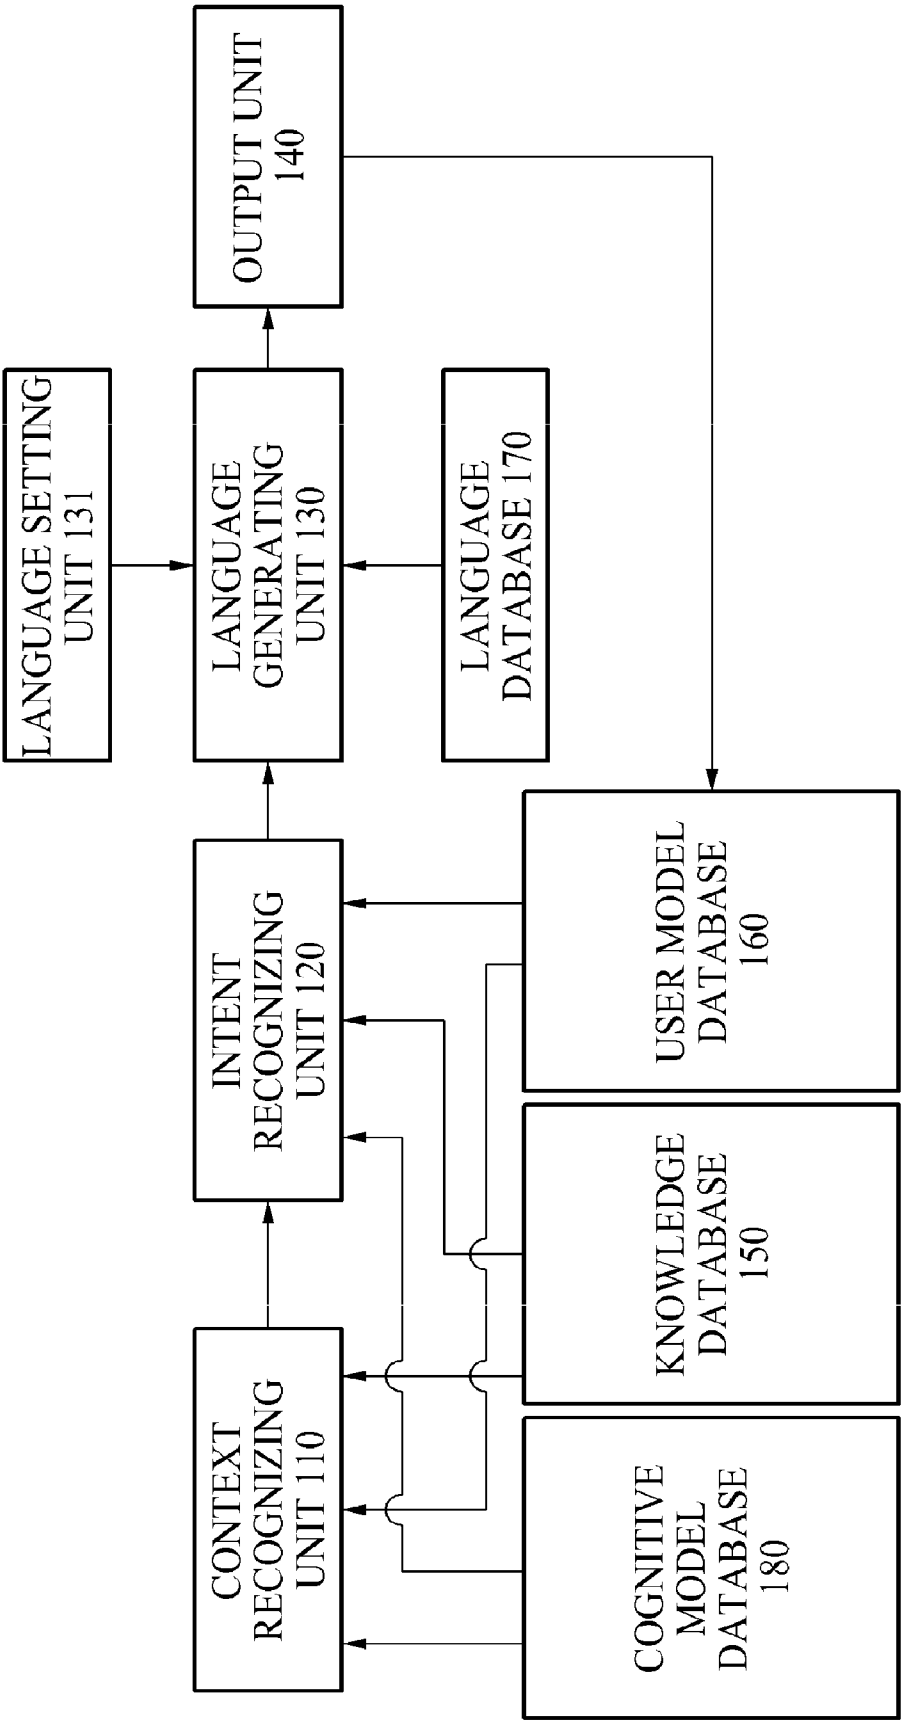 LANGUAGE SETTING
UNIT 131
CONTEXT
RECOGNIZING
UNIT 110
INTENT
RECOGNIZING
UNIT 120
LANGUAGE
GENERATING
UNIT 130
OUTPUT UNIT
140
LANGUAGE
DATABASE 170
COGNITIVE
MODEL
DATABASE
180
KNOWLEDGE
DATABASE
150
USER MODEL
DATABASE
160